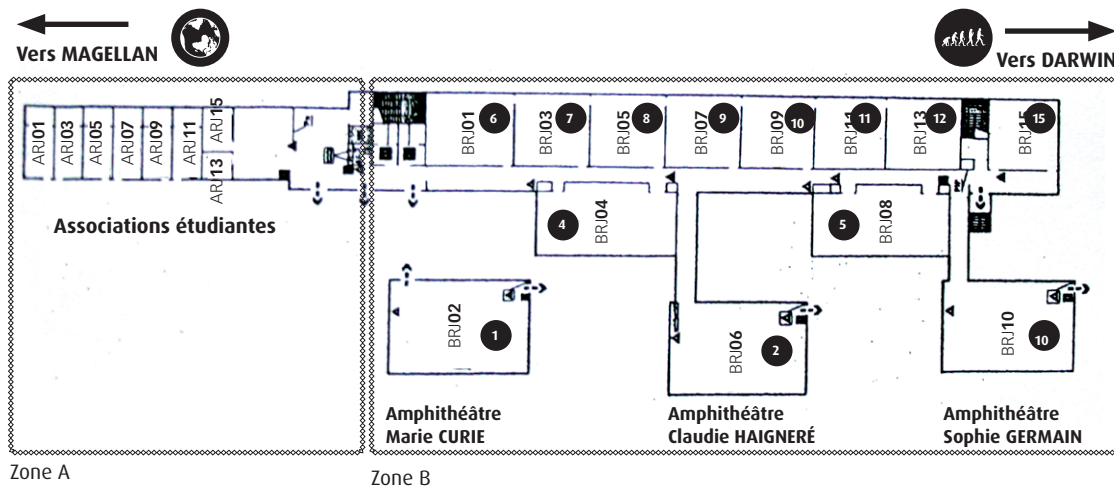 Vers MAGELLAN
Vers DARWIN
ARJ01
ARJ03
ARJ05
ARJ07
ARJ09
ARJ11
ARJ13
ARJ15
BRJ01
6
BRJ03
7
BRJ05
8
BRJ07
9
BRJ09
10
BRJ11
11
BRJ13
12
BRJ15
15
Associations étudiantes
4
BRJ04
5
BRJ08
BRJ02
1
BRJ06
2
BRJ10
10
Amphithéâtre
Marie CURIE
Amphithéâtre
Claudie HAIGNERÉ
Amphithéâtre
Sophie GERMAIN
Zone A
Zone B